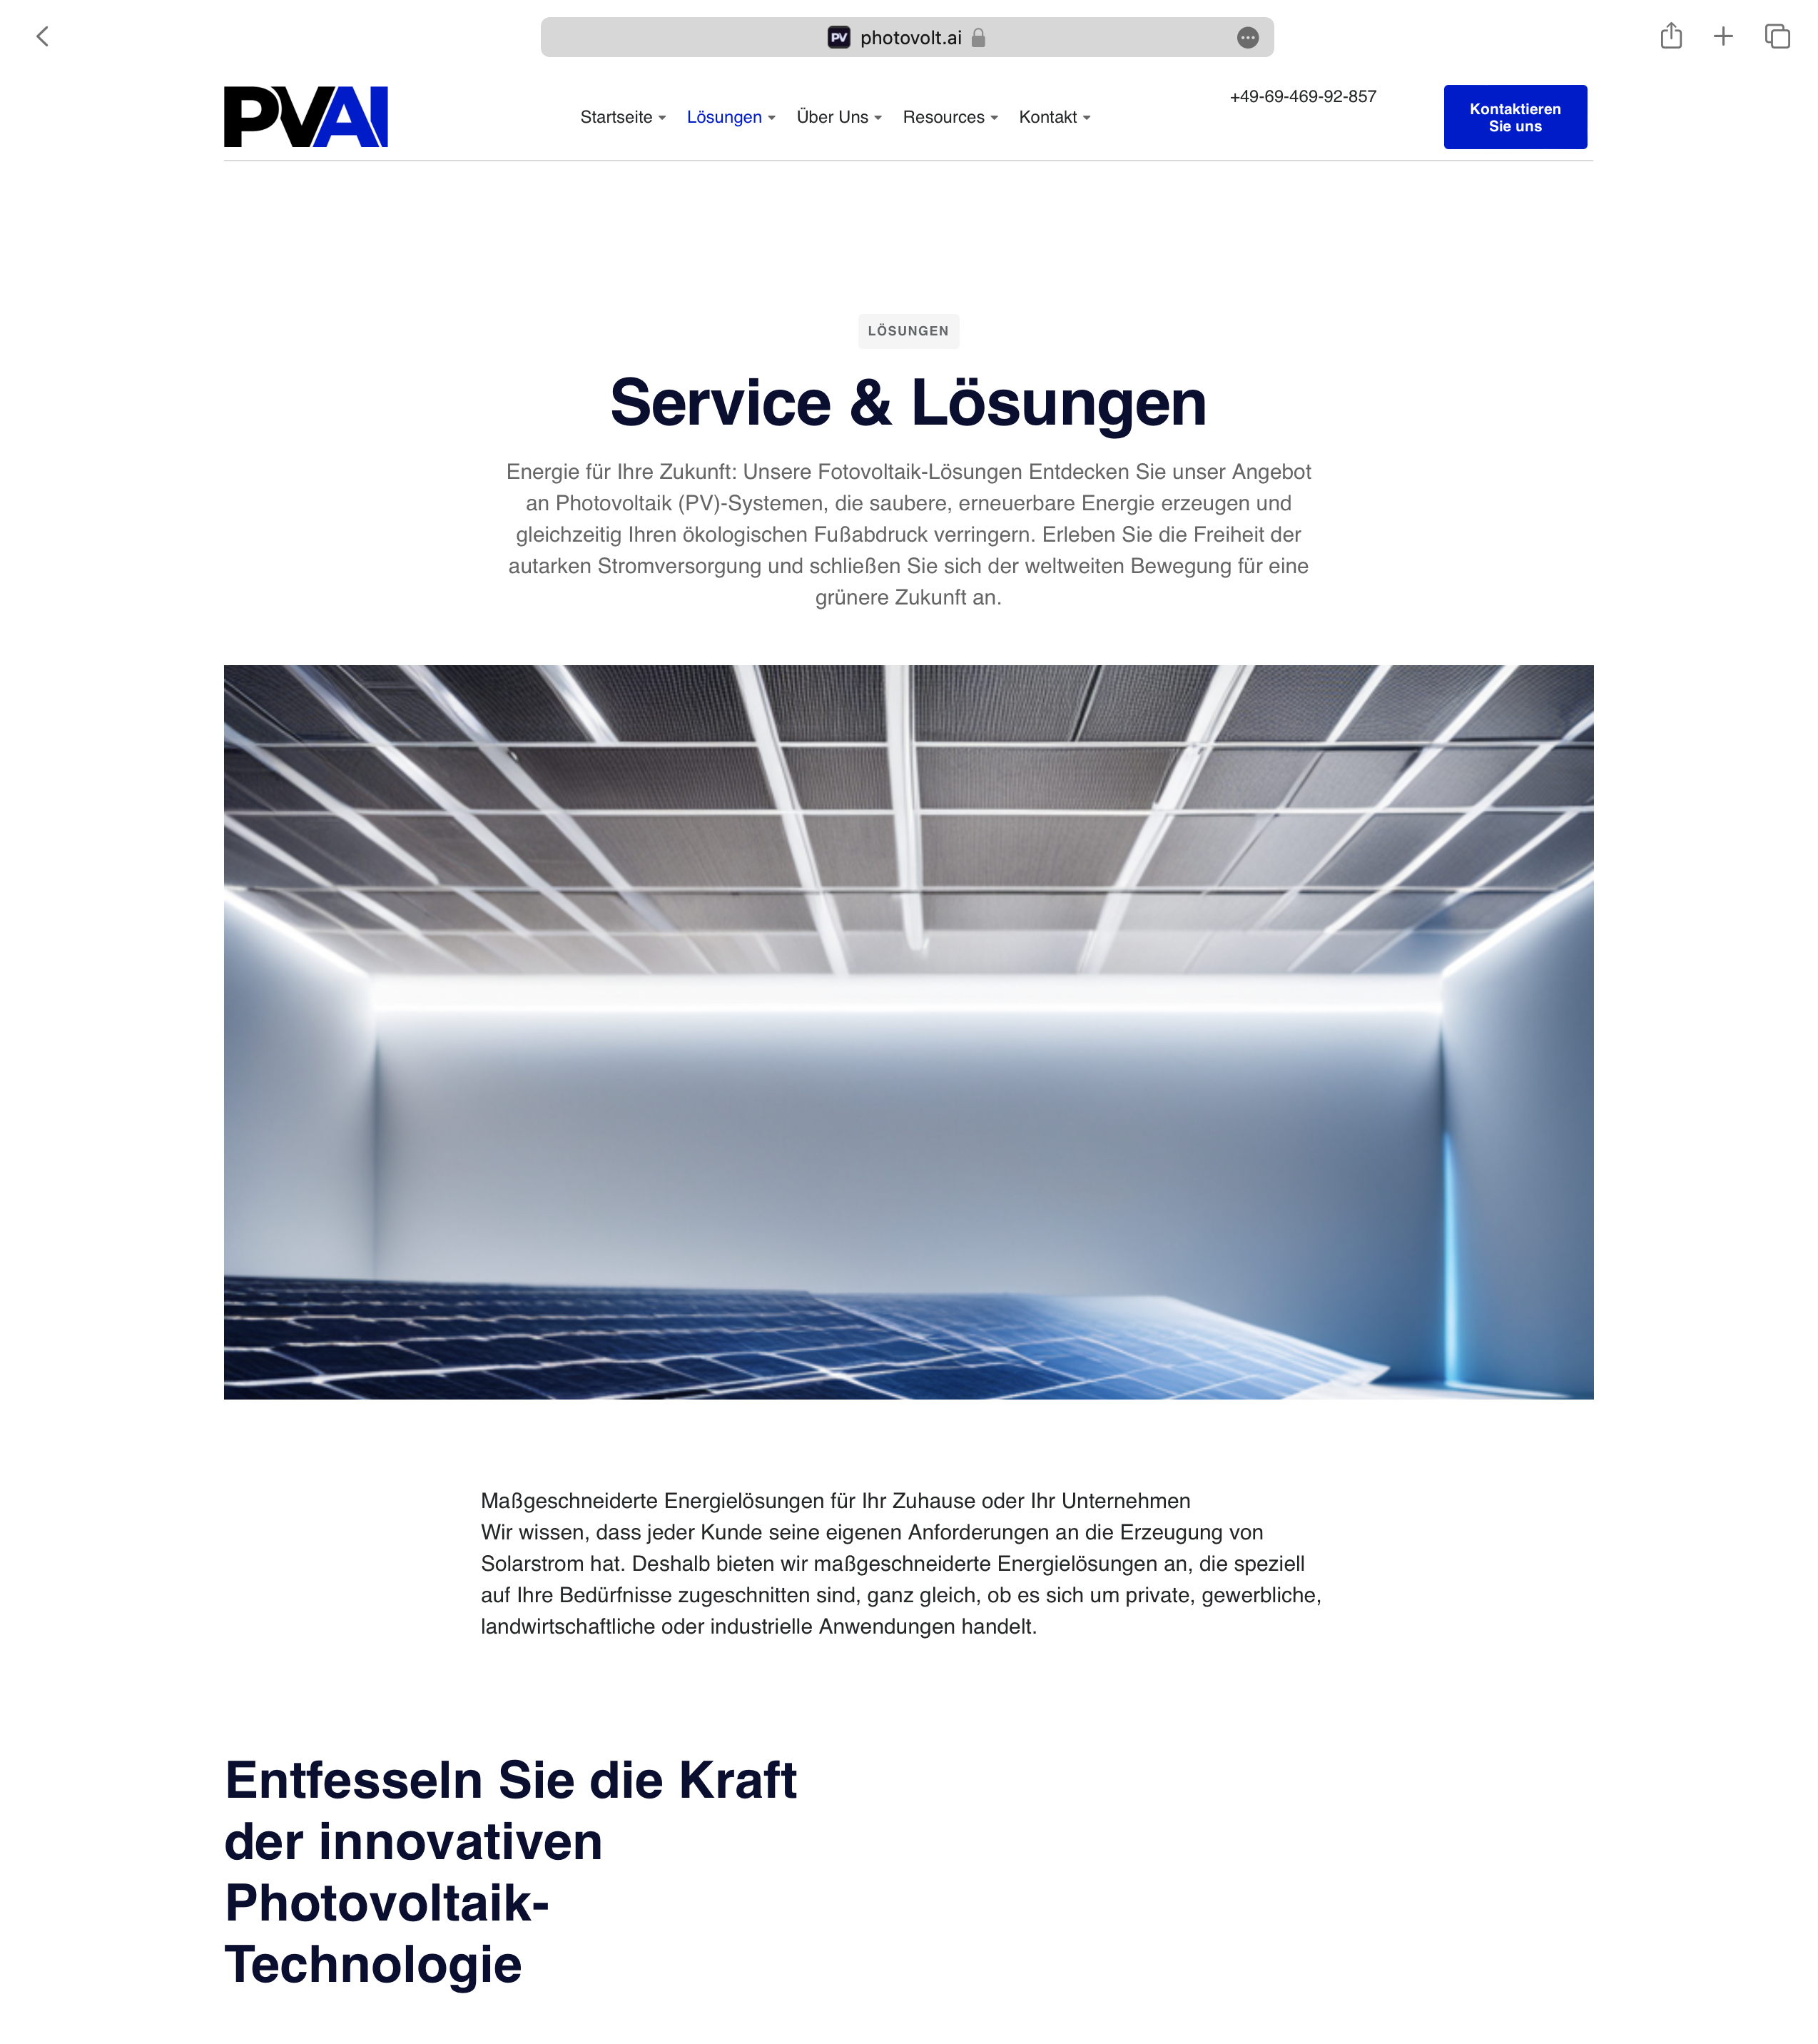 PV photovolt.ai
PVAI
Startseite
Lösungen
Über Uns
Resources
Kontakt
+49-69-469-92-857
Kontaktieren
Sie uns
LÖSUNGEN
Service & Lösungen
Energie für Ihre Zukunft: Unsere Fotovoltaik-Lösungen Entdecken Sie unser Angebot
an Photovoltaik (PV)-Systemen, die saubere, erneuerbare Energie erzeugen und
gleichzeitig Ihren ökologischen Fußabdruck verringern. Erleben Sie die Freiheit der
autarken Stromversorgung und schließen Sie sich der weltweiten Bewegung für eine
grünere Zukunft an.
Maßgeschneiderte Energielösungen für Ihr Zuhause oder Ihr Unternehmen
Wir wissen, dass jeder Kunde seine eigenen Anforderungen an die Erzeugung von
Solarstrom hat. Deshalb bieten wir maßgeschneiderte Energielösungen an, die speziell
auf Ihre Bedürfnisse zugeschnitten sind, ganz gleich, ob es sich um private, gewerbliche,
landwirtschaftliche oder industrielle Anwendungen handelt.
Entfesseln Sie die Kraft
der innovativen
Photovoltaik-
Technologie